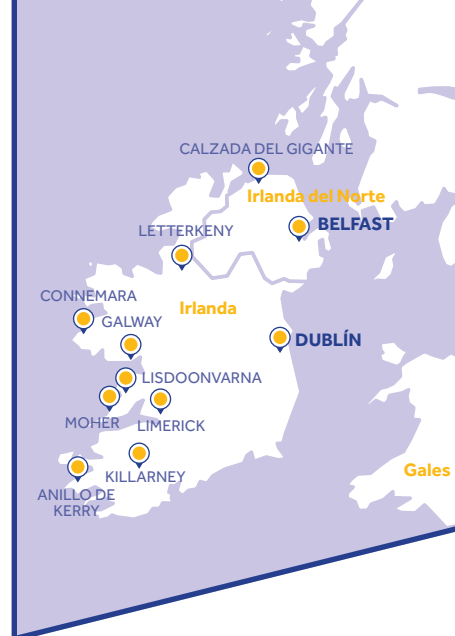 CALZADA DEL GIGANTE
Irlanda del Norte
BELFAST
LETTERKENY
CONNEMARA
Irlanda
GALWAY
DUBLÍN
LISDOONVARNA
MOHER
LIMERICK
Gales
KILLARNEY
ANILLO DE
KERRY